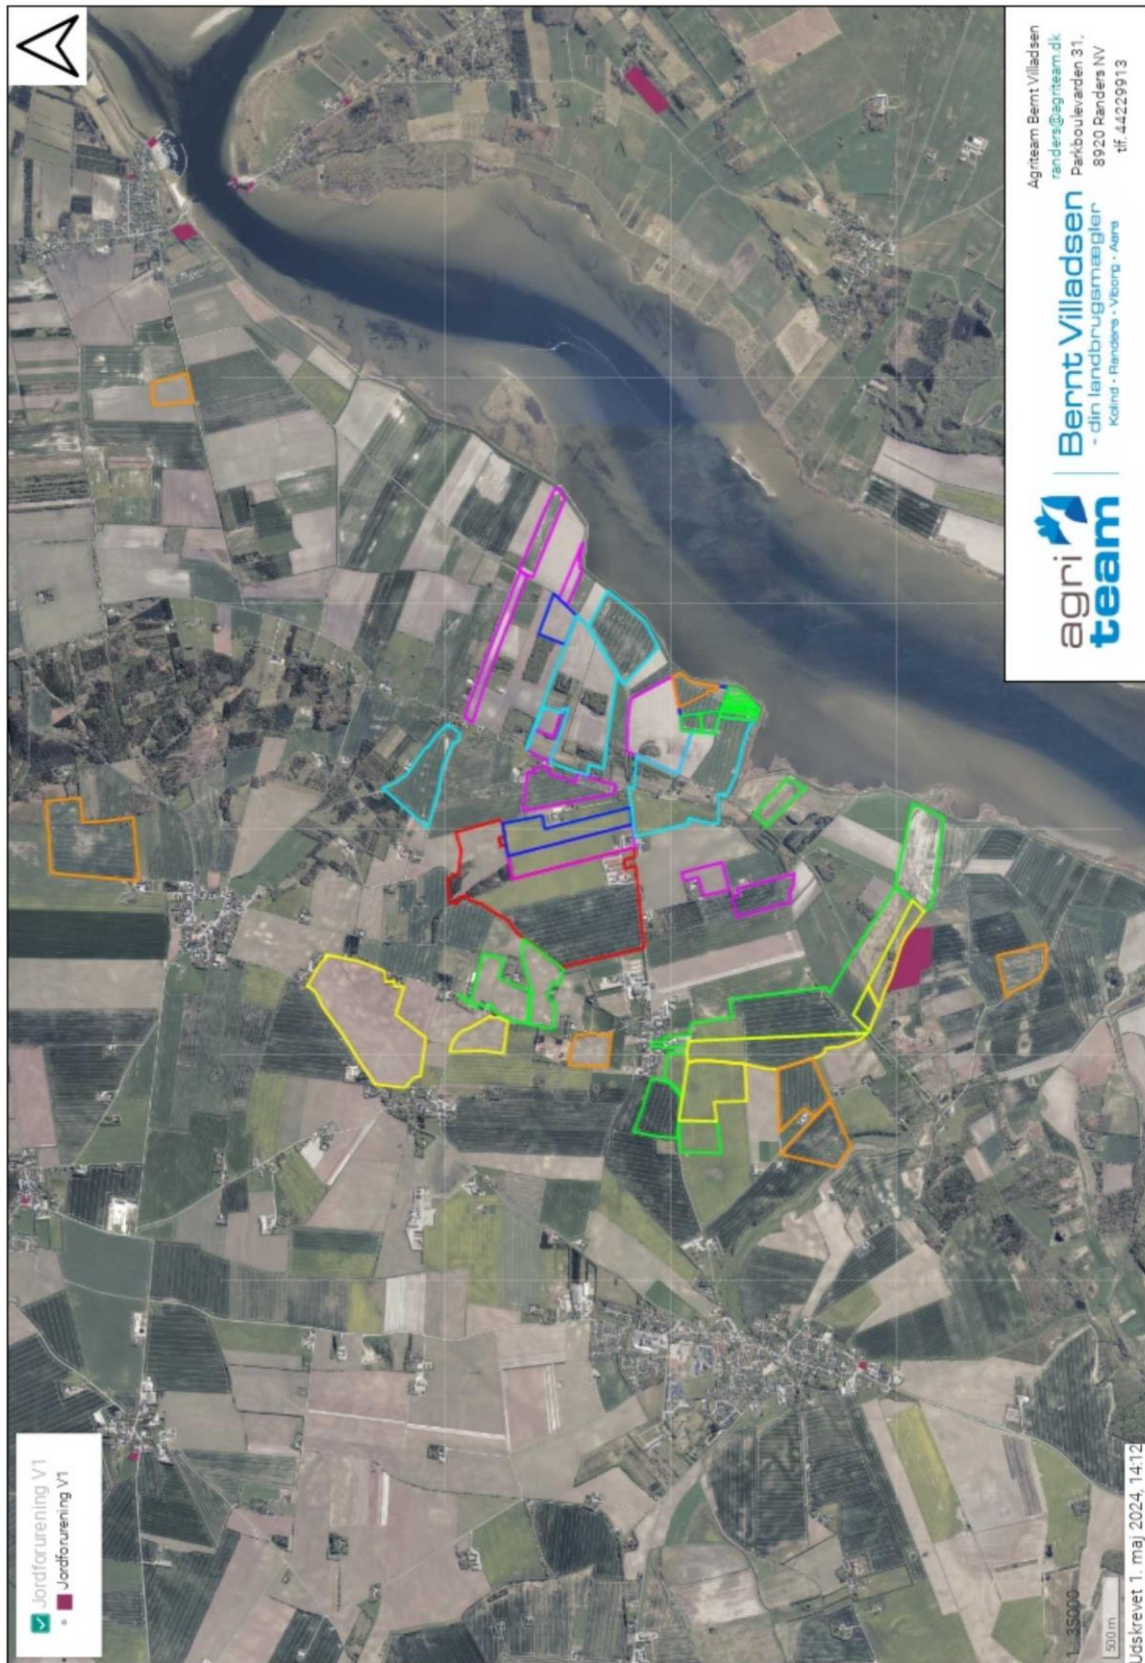 Jordforurening V1
Jordforurening V1
1: 35000
500 m
Udskrevet 1. maj 2024, 14:12
agri
team
Bernt Villadsen
- din landbrugsmægler
Kolind · Randers · Viborg · Aars
Agriteam Bernt Villadsen
randers@agriteam.dk
Parkboulevarden 31,
8920 Randers NV
tlf. 44229913